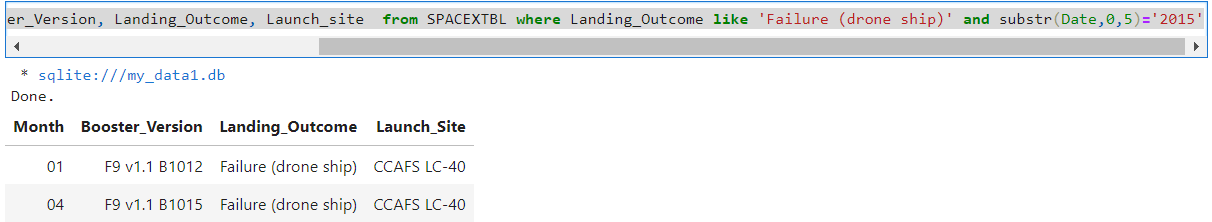 er_Version, Landing_Outcome, Launch_site  from SPACEXTBL where Landing_Outcome like 'Failure (drone ship)' and substr(Date,0,5)='2015'
* sqlite:///my_data1.db
Done.
Month Booster_Version Landing_Outcome Launch_Site
01 F9 v1.1 B1012 Failure (drone ship) CCAFS LC-40
04 F9 v1.1 B1015 Failure (drone ship) CCAFS LC-40